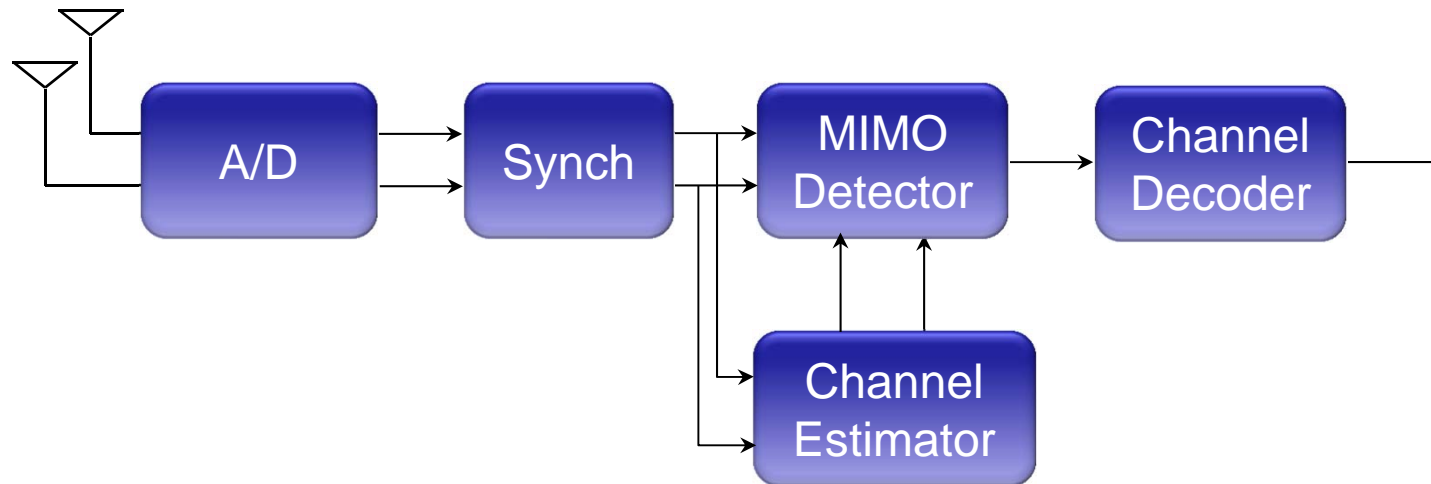 A/D
Synch
MIMO
Detector
Channel
Decoder
Channel
Estimator